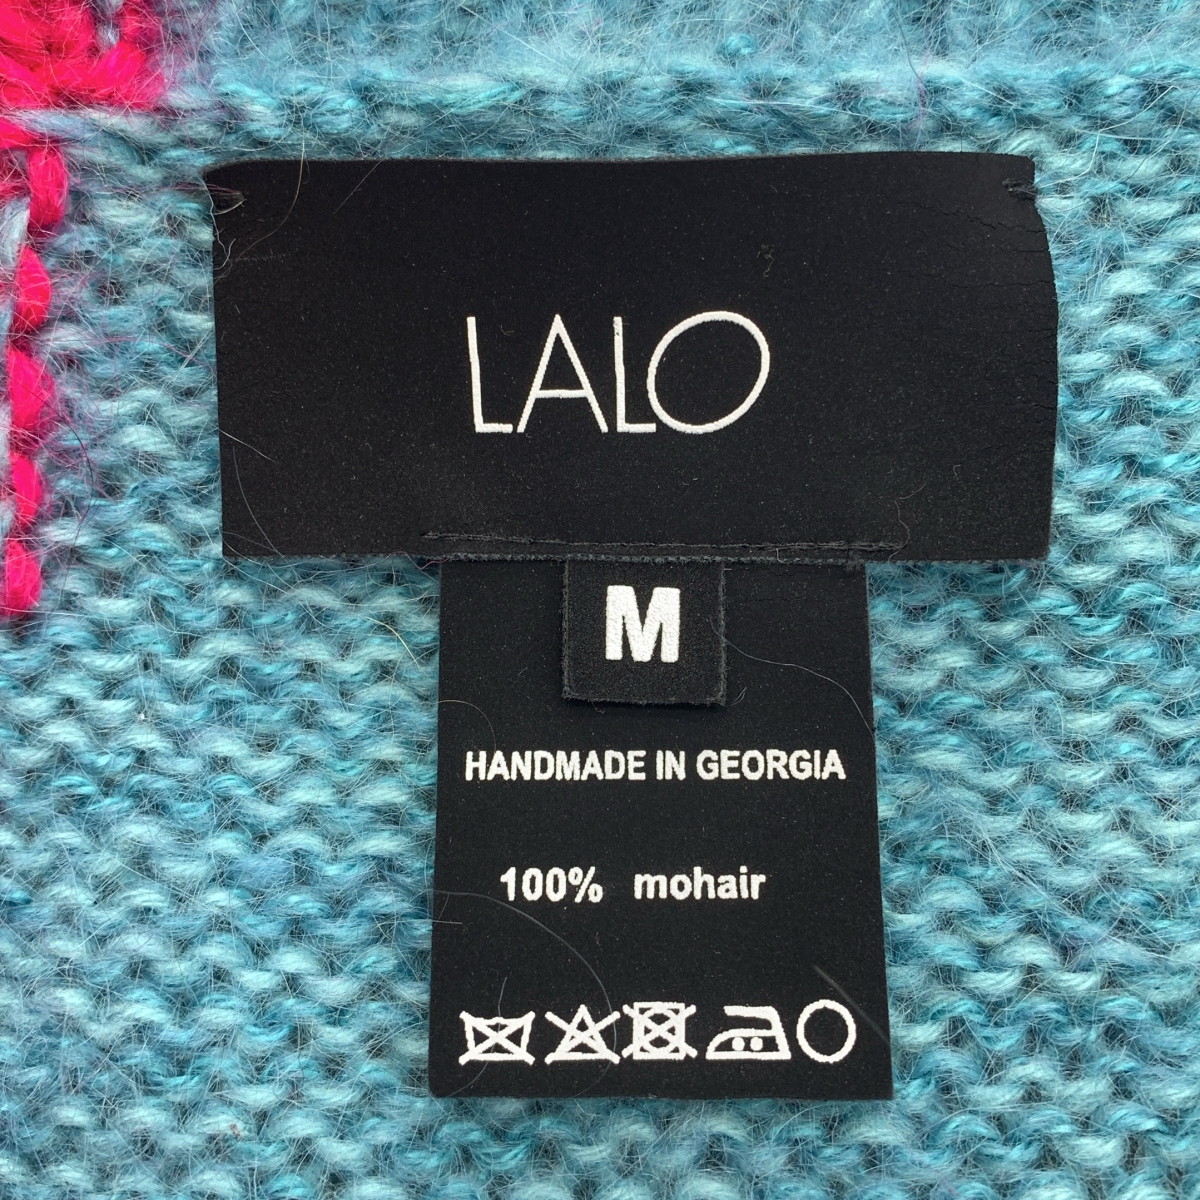 LALO
M
HANDMADE IN GEORGIA
100% mohair